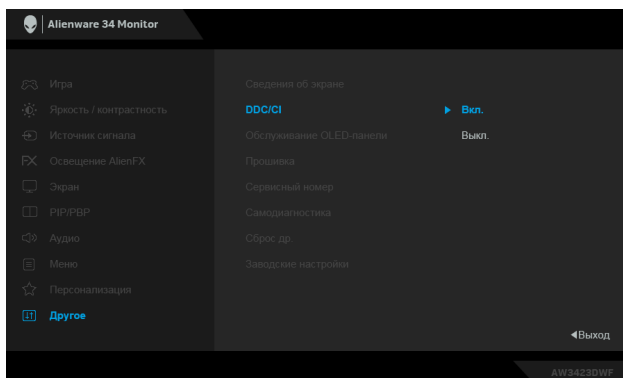 Alienware 34 Monitor
Игра
Яркость / контрастность
Источник сигнала
FX Освещение AlienFX
Экран
PIP/PBP
Аудио
Меню
Персонализация
Другое
Сведения об экране
DDC/CI
Обслуживание OLED-панели
Прошивка
Сервисный номер
Самодиагностика
Сброс др.
Заводские настройки
Вкл.
Выкл.
Выход
AW3423DWF